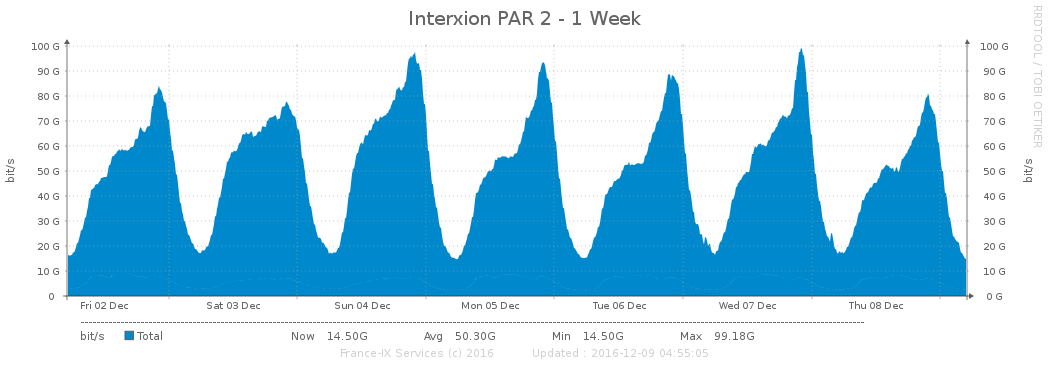 Interxion PAR 2 - 1 Week
RRDTOOL / TOBI OETIKER
bit/s
100 G
90 G
80 G
70 G
60 G
50 G
40 G
30 G
20 G
10 G
0
100 G
90 G
80 G
70 G
60 G
50 G
40 G
30 G
20 G
10 G
0 G
bit/s
Fri 02 Dec Sat 03 Dec Sun 04 Dec Mon 05 Dec Tue 06 Dec Wed 07 Dec Thu 08 Dec
bit/s Total Now 14.50G Avg 50.30G Min 14.50G Max 99.18G
France-IX Services (c) 2016 Updated : 2016-12-09 04:55:05